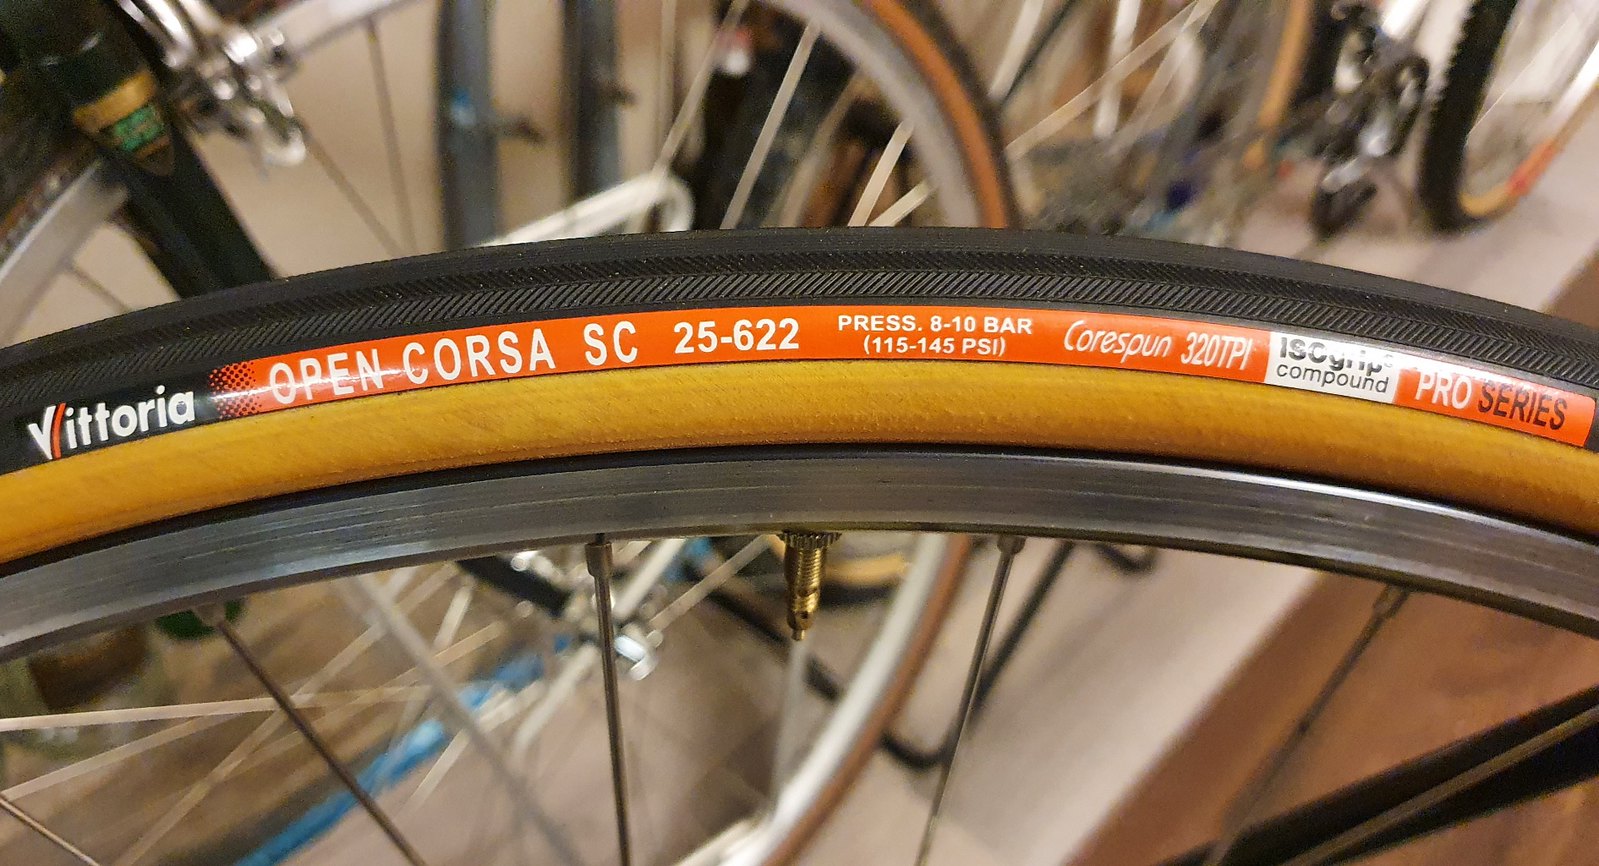 Vittoria OPEN CORSA SC 25-622 PRESS. 8-10 BAR
(115-145 PSI)
Corespun 320TPI
ISOgrip
compound
PRO SERIES